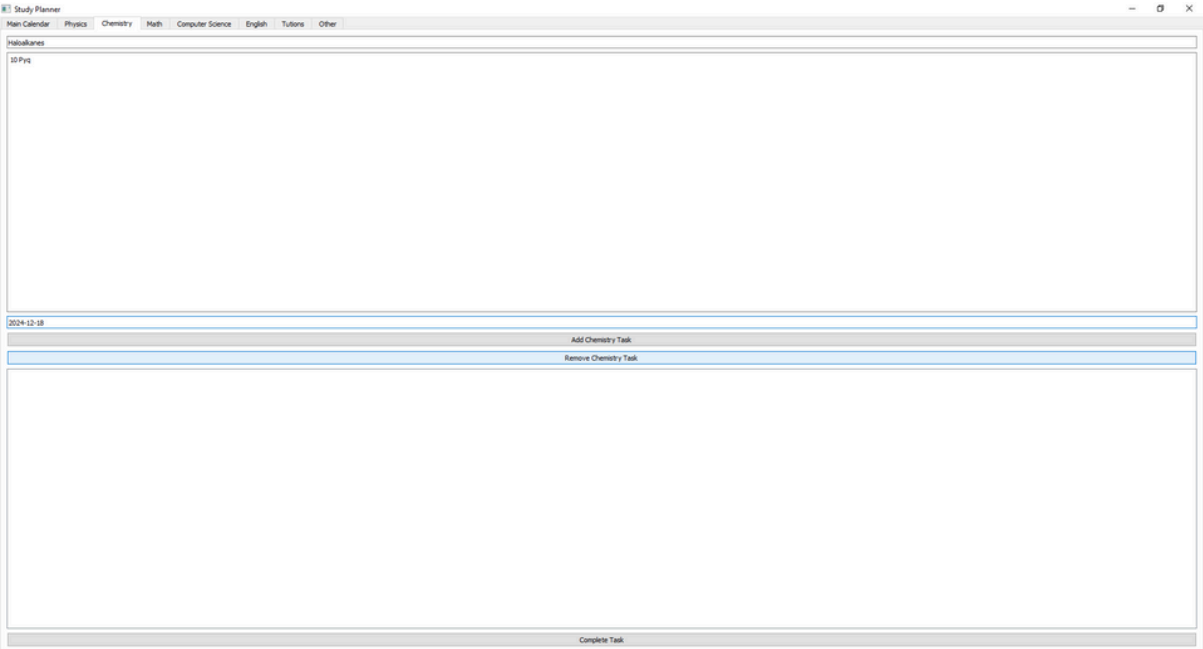 Study Planner
Main Calendar Physics Chemistry Math Computer Science English Tutions Other
Haloalkanes
10 Pyq
2024-12-18
Add Chemistry Task
Remove Chemistry Task
Complete Task